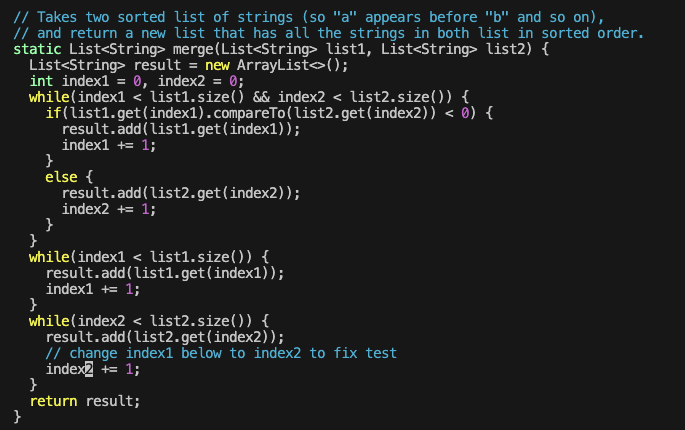 // Takes two sorted list of strings (so "a" appears before "b" and so on),
// and return a new list that has all the strings in both list in sorted order.
static List<String> merge(List<String> list1, List<String> list2) {
  List<String> result = new ArrayList<>();
  int index1 = 0, index2 = 0;
  while(index1 < list1.size() && index2 < list2.size()) {
    if(list1.get(index1).compareTo(list2.get(index2)) < 0) {
      result.add(list1.get(index1));
      index1 += 1;
    }
    else {
      result.add(list2.get(index2));
      index2 += 1;
    }
  }
  while(index1 < list1.size()) {
    result.add(list1.get(index1));
    index1 += 1;
  }
  while(index2 < list2.size()) {
    result.add(list2.get(index2));
    // change index1 below to index2 to fix test
    index2 += 1;
  }
  return result;
}